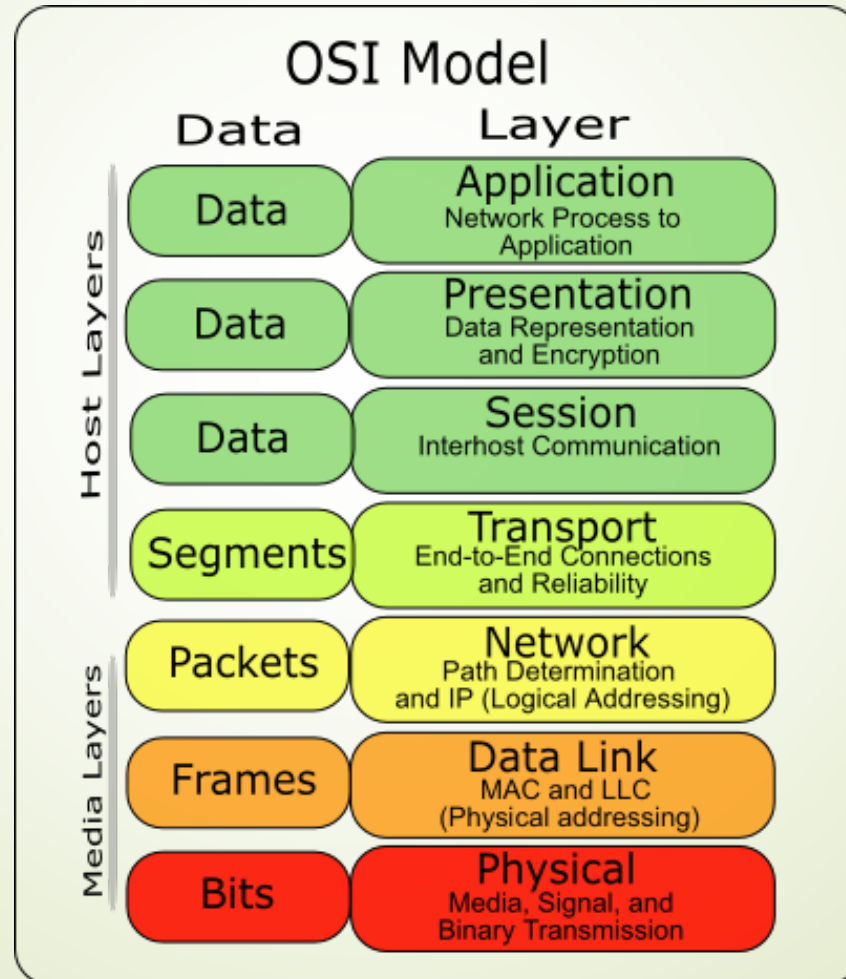 OSI Model
Data Layer
Host Layers
Data
Application
Network Process to
Application
Data
Presentation
Data Representation
and Encryption
Data
Session
Interhost Communication
Segments
Transport
End-to-End Connections
and Reliability
Media Layers
Packets
Network
Path Determination
and IP (Logical Addressing)
Frames
Data Link
MAC and LLC
(Physical addressing)
Bits
Physical
Media, Signal, and
Binary Transmission